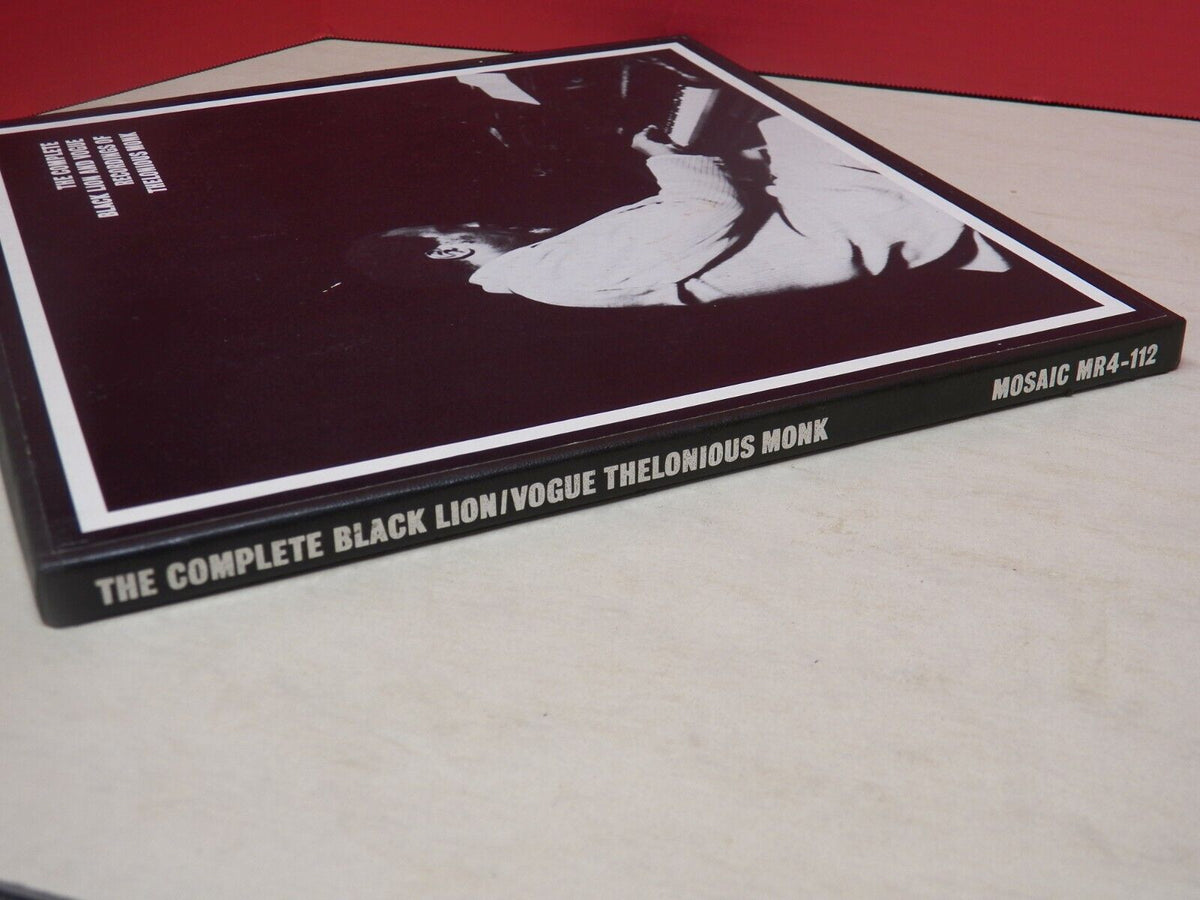 THE COMPLETE
BLACK LION AND VOGUE
RECORDINGS OF
THELONIOUS MONK
THE COMPLETE BLACK LION/VOGUE THELONIOUS MONK
MOSAIC MR4-112